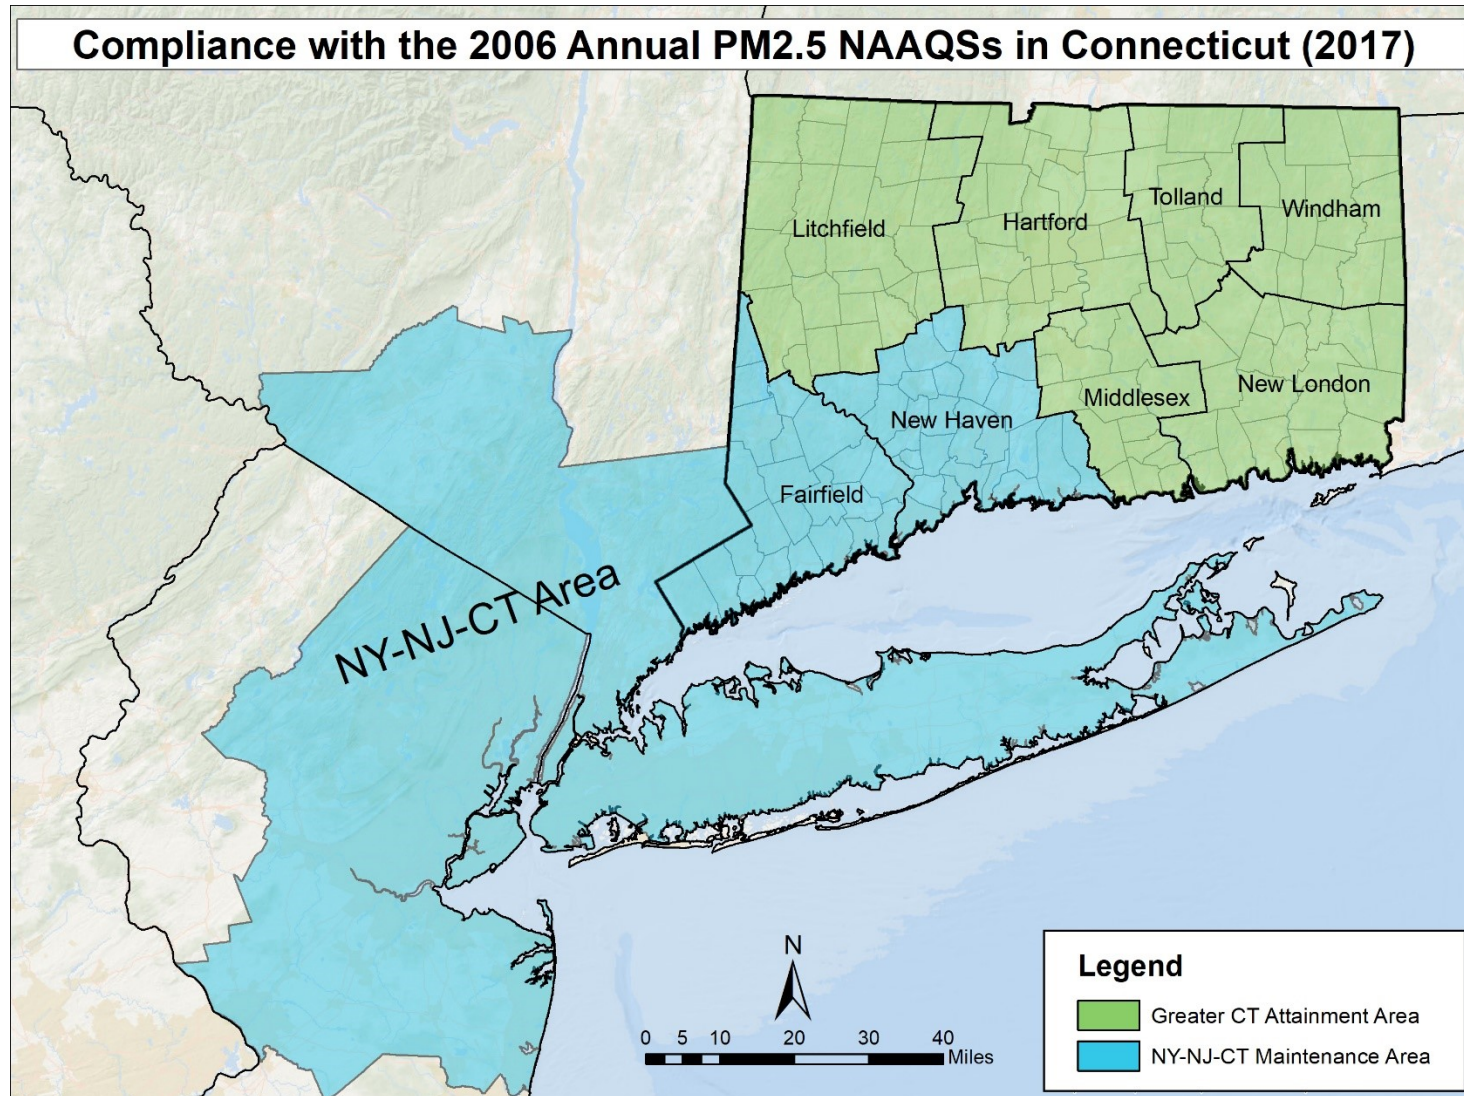 Compliance with the 2006 Annual PM2.5 NAAQSs in Connecticut (2017)
Litchfield
Hartford
Tolland
Windham
Middlesex
New London
New Haven
Fairfield
NY-NJ-CT Area
N
0 5 10 20 30 40
Miles
Legend
Greater CT Attainment Area
NY-NJ-CT Maintenance Area